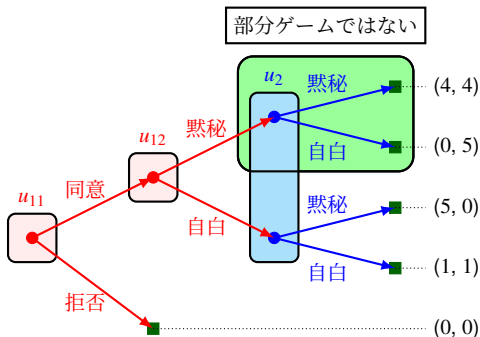 部分ゲームではない
u2
黙秘
(4, 4)
u12
黙秘
自白
(0, 5)
u11
同意
自白
黙秘
(5, 0)
自白
(1, 1)
拒否
(0, 0)